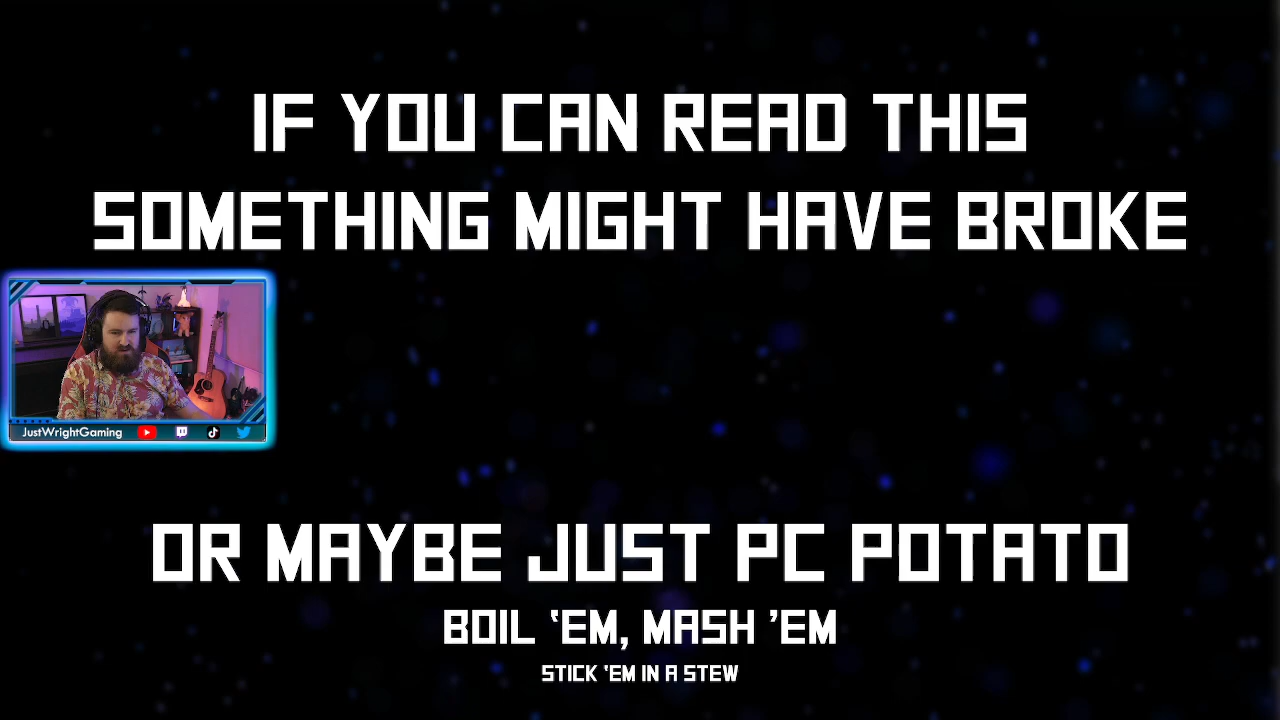 IF YOU CAN READ THIS
SOMETHING MIGHT HAVE BROKE
JustWrightGaming
OR MAYBE JUST PC POTATO
BOIL ‘EM, MASH ’EM
STICK ‘EM IN A STEW